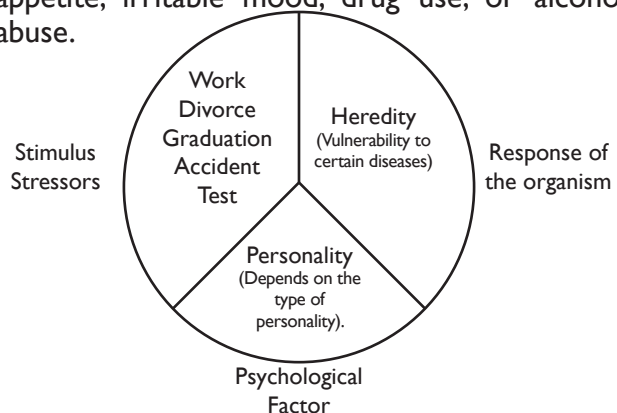 appetite, irritable mood, drug use, or alcohol
abuse.
Work
Divorce
Graduation
Accident
Test
Heredity
(Vulnerability to
certain diseases)
Stimulus
Stressors
Response of
the organism
Personality
(Depends on the
type of
personality).
Psychological
Factor